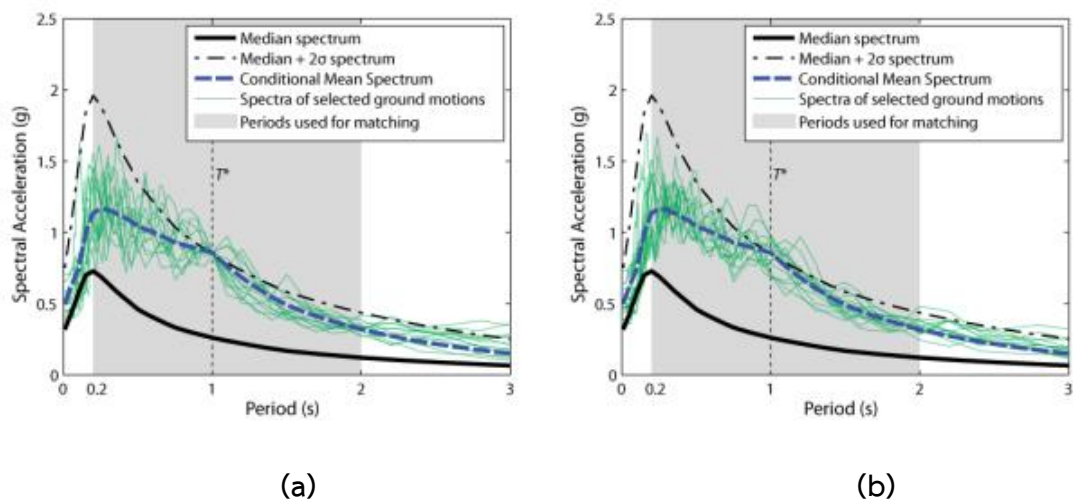 2.5
2
1.5
1
0.5
0
Spectral Acceleration (g)
Median spectrum
Median + 2σ spectrum
Conditional Mean Spectrum
Spectra of selected ground motions
Periods used for matching
T*
0 0.2 1 2 3
Period (s)
(a)
2.5
2
1.5
1
0.5
0
Spectral Acceleration (g)
Median spectrum
Median + 2σ spectrum
Conditional Mean Spectrum
Spectra of selected ground motions
Periods used for matching
T*
0 0.2 1 2 3
Period (s)
(b)